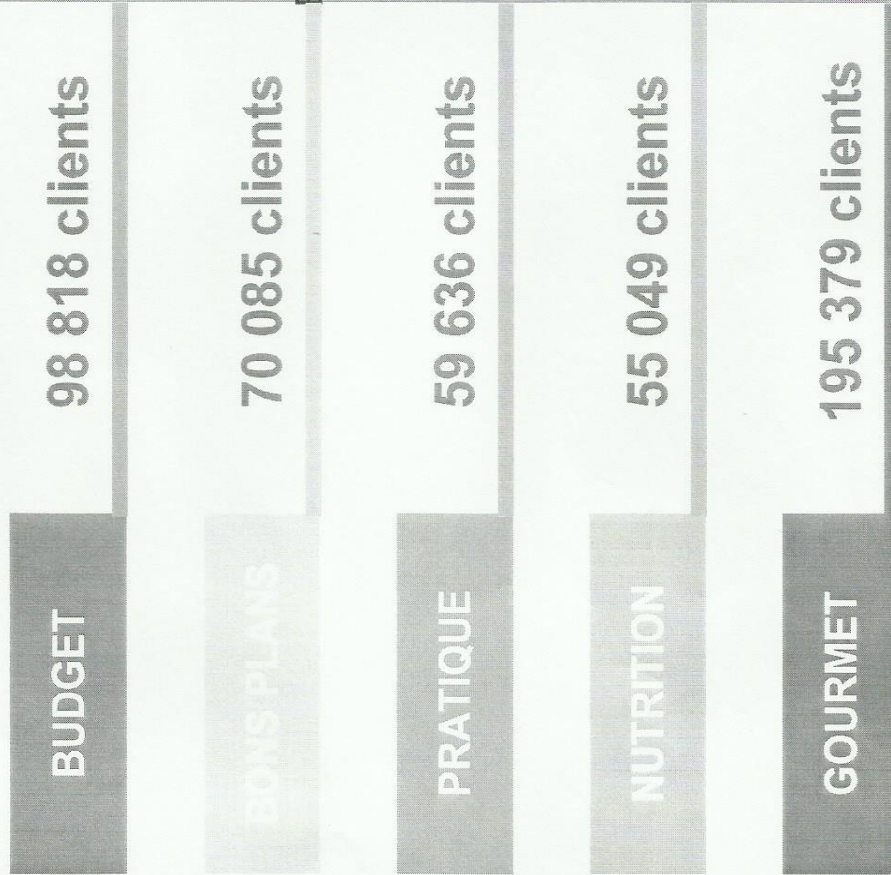 BUDGET 98 818 clients
BONS PLANS 70 085 clients
PRATIQUE 59 636 clients
NUTRITION 55 049 clients
GOURMET 195 379 clients